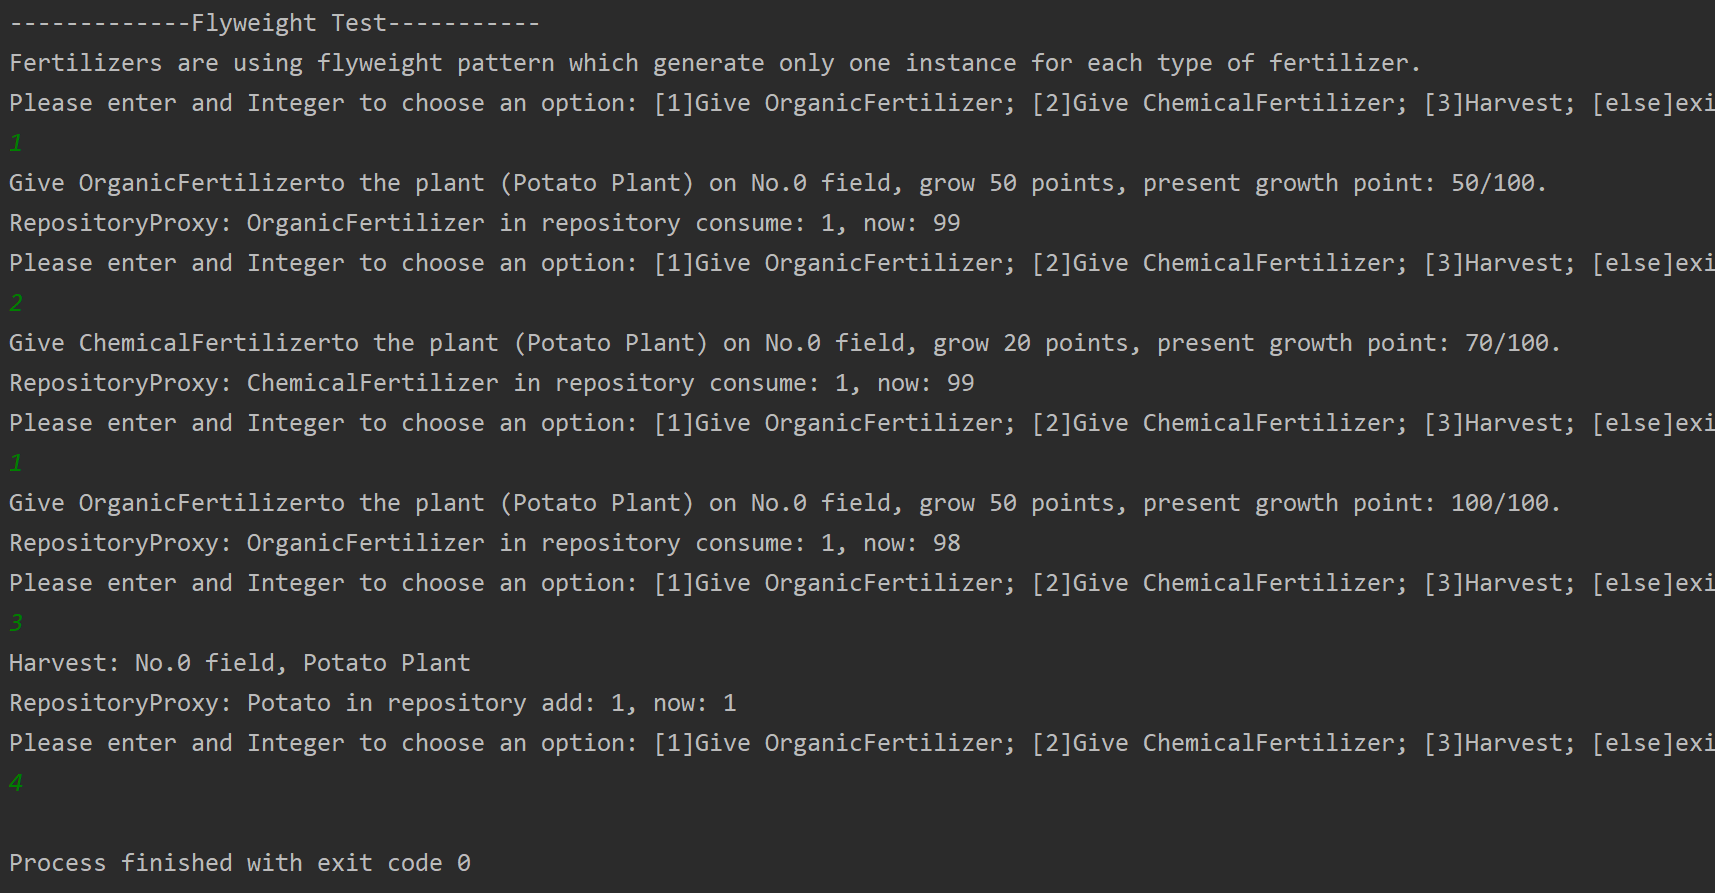 -------------Flyweight Test-----------
Fertilizers are using flyweight pattern which generate only one instance for each type of fertilizer.
Please enter and Integer to choose an option: [1]Give OrganicFertilizer; [2]Give ChemicalFertilizer; [3]Harvest; [else]exi
1
Give OrganicFertilizerto the plant (Potato Plant) on No.0 field, grow 50 points, present growth point: 50/100.
RepositoryProxy: OrganicFertilizer in repository consume: 1, now: 99
Please enter and Integer to choose an option: [1]Give OrganicFertilizer; [2]Give ChemicalFertilizer; [3]Harvest; [else]exi
2
Give ChemicalFertilizerto the plant (Potato Plant) on No.0 field, grow 20 points, present growth point: 70/100.
RepositoryProxy: ChemicalFertilizer in repository consume: 1, now: 99
Please enter and Integer to choose an option: [1]Give OrganicFertilizer; [2]Give ChemicalFertilizer; [3]Harvest; [else]exi
1
Give OrganicFertilizerto the plant (Potato Plant) on No.0 field, grow 50 points, present growth point: 100/100.
RepositoryProxy: OrganicFertilizer in repository consume: 1, now: 98
Please enter and Integer to choose an option: [1]Give OrganicFertilizer; [2]Give ChemicalFertilizer; [3]Harvest; [else]exi
3
Harvest: No.0 field, Potato Plant
RepositoryProxy: Potato in repository add: 1, now: 1
Please enter and Integer to choose an option: [1]Give OrganicFertilizer; [2]Give ChemicalFertilizer; [3]Harvest; [else]exi
4
Process finished with exit code 0